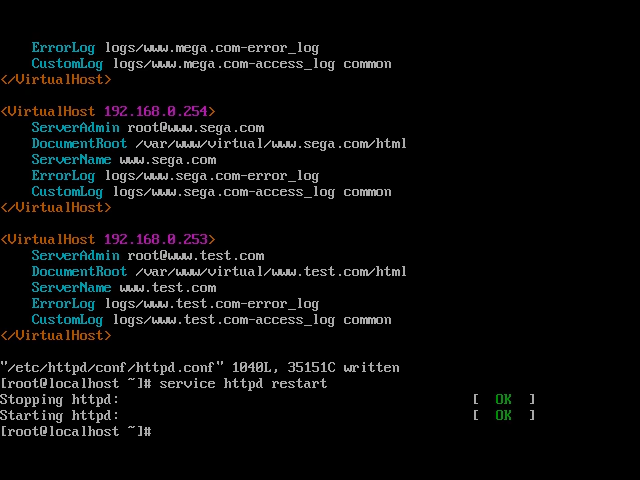 ErrorLog logs/www.mega.com-error_log
    CustomLog logs/www.mega.com-access_log common
</VirtualHost>
<VirtualHost 192.168.0.254>
    ServerAdmin root@www.sega.com
    DocumentRoot /var/www/virtual/www.sega.com/html
    ServerName www.sega.com
    ErrorLog logs/www.sega.com-error_log
    CustomLog logs/www.sega.com-access_log common
</VirtualHost>
<VirtualHost 192.168.0.253>
    ServerAdmin root@www.test.com
    DocumentRoot /var/www/virtual/www.test.com/html
    ServerName www.test.com
    ErrorLog logs/www.test.com-error_log
    CustomLog logs/www.test.com-access_log common
</VirtualHost>
"/etc/httpd/conf/httpd.conf" 1040L, 35151C written
[root@localhost ~]# service httpd restart
Stopping httpd:                                            [  OK  ]
Starting httpd:                                            [  OK  ]
[root@localhost ~]#